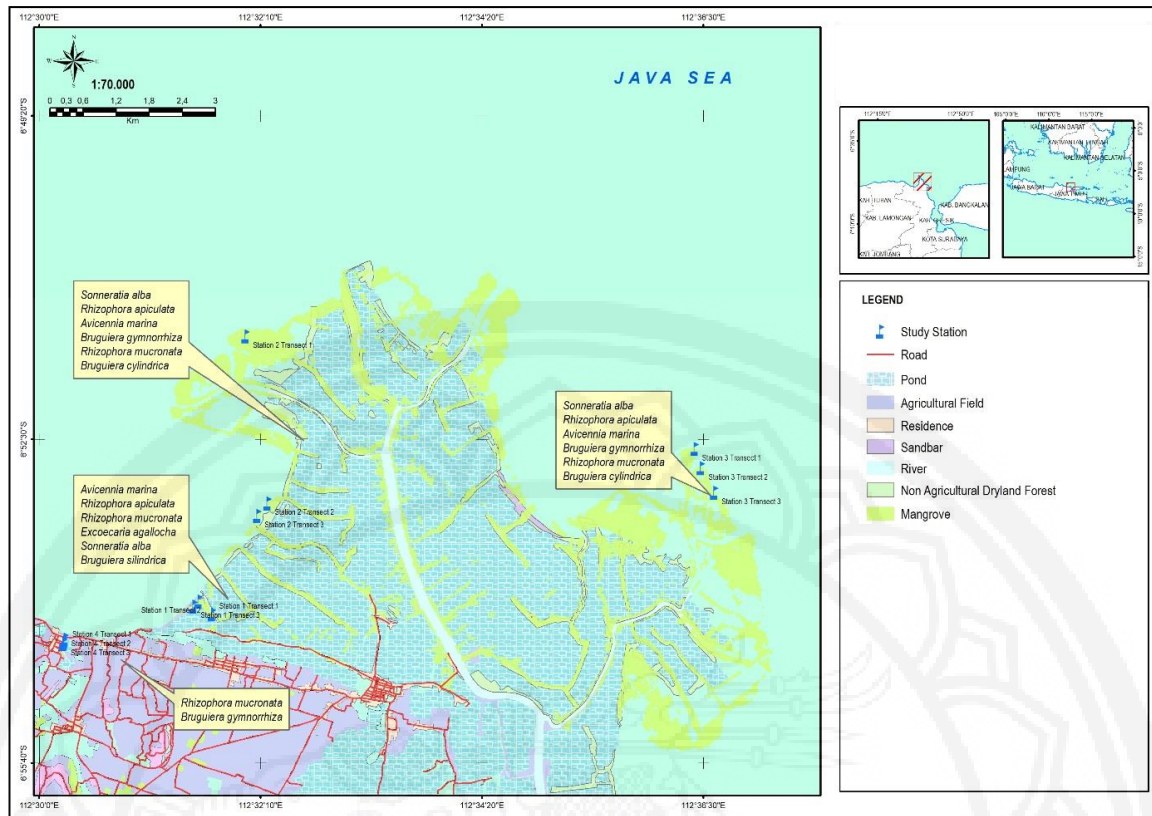 112°30'0"E
112°32'10"E
112°34'20"E
112°36'30"E
N
W
E
S
1:70.000
0 0,3 0,6 1,2 1,8 2,4 3
Km
JAVA SEA
6°49'20"S
6°52'30"S
6°55'40"S
Sonneratia alba
Rhizophora apiculata
Avicennia marina
Bruguiera gymnorrhiza
Rhizophora mucronata
Bruguiera cylindrica
Station 2 Transect 1
Sonneratia alba
Rhizophora apiculata
Avicennia marina
Bruguiera gymnorrhiza
Rhizophora mucronata
Bruguiera cylindrica
Station 3 Transect 1
Station 3 Transect 2
Station 3 Transect 3
Avicennia marina
Rhizophora apiculata
Rhizophora mucronata
Excoecaria agallocha
Sonneratia alba
Bruguiera silindrica
Station 2 Transect 2
Station 2 Transect 3
Station 1 Transect 1
Station 1 Transect
Station 1 Transect 3
Station 4 Transect 1
Station 4 Transect 2
Station 4 Transect 3
Rhizophora mucronata
Bruguiera gymnorrhiza
112°30'0"E
112°32'10"E
112°34'20"E
112°36'30"E
KAB. LAMONGAN
KAB. BANGKALAN
KOTA SURABAYA
KALIMANTAN BARAT
KALIMANTAN TENGAH
KALIMANTAN SELATAN
LAMPUNG
JAWA BARAT
LEGEND
Study Station
Road
Pond
Agricultural Field
Residence
Sandbar
River
Non Agricultural Dryland Forest
Mangrove